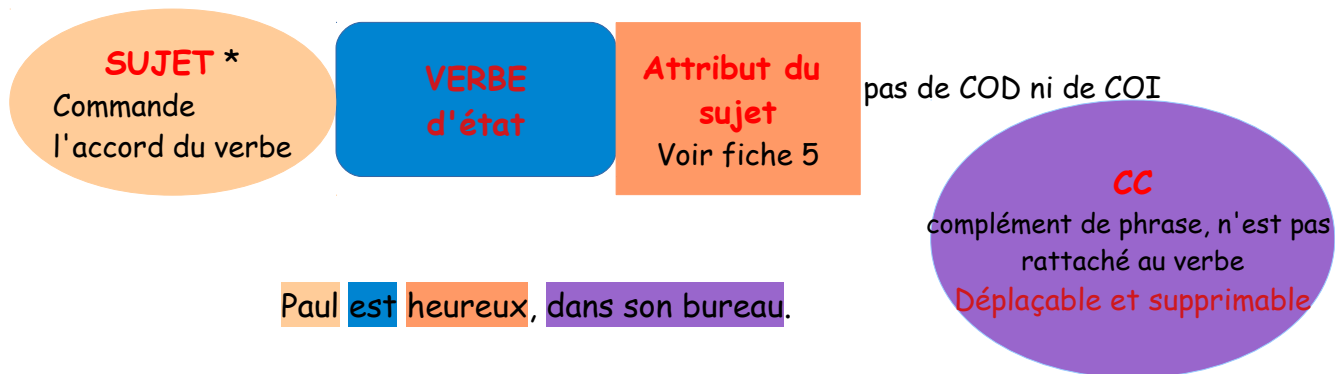 SUJET *
Commande
l'accord du verbe
VERBE
d'état
Attribut du
sujet
Voir fiche 5
pas de COD ni de COI
CC
complément de phrase, n'est pas
rattaché au verbe
Déplaçable et supprimable
Paul est heureux, dans son bureau.